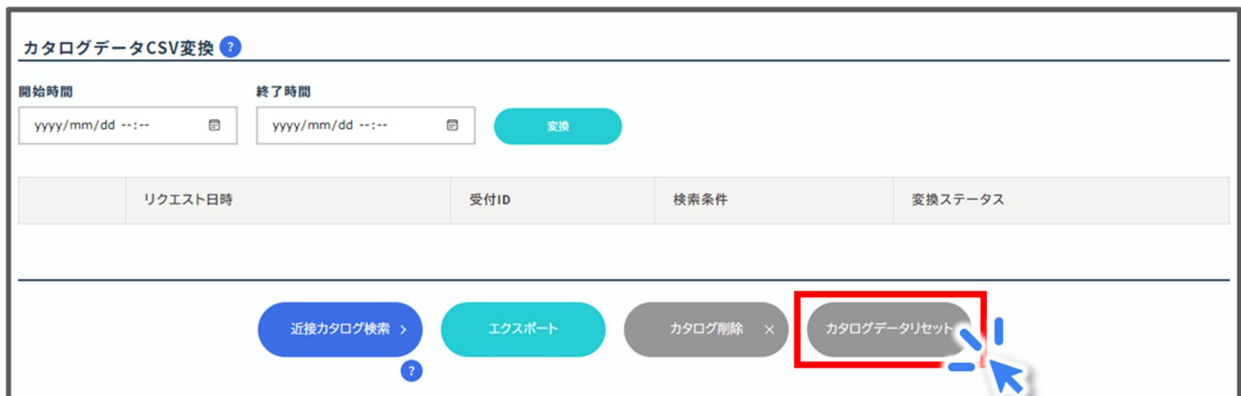 カタログデータCSV変換 ?
開始時間 終了時間
yyyy/mm/dd --:-- yyyy/mm/dd --:-- 変換
リクエスト日時 受付ID 検索条件 変換ステータス
近接カタログ検索 > エクスポート カタログ削除 × カタログデータリセット
?